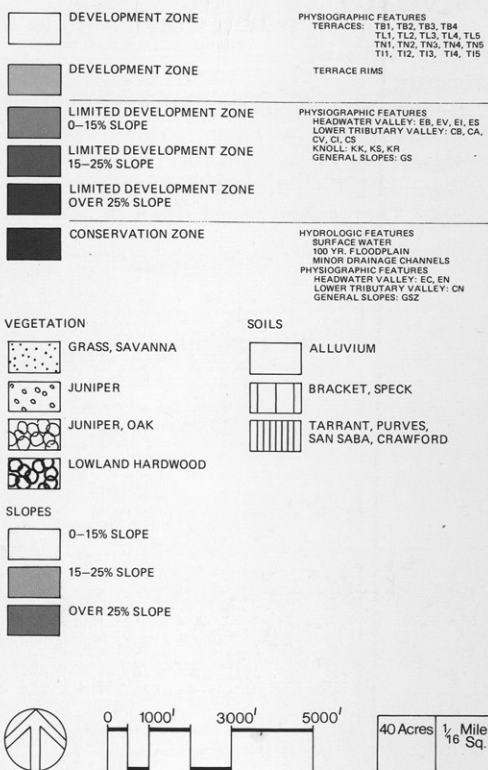 DEVELOPMENT ZONE
PHYSIOGRAPHIC FEATURES
TERRACES: TB1, TB2, TB3, TB4
TL1, TL2, TL3, TL4, TL5
TN1, TN2, TN3, TN4, TN5
TI1, TI2, TI3, TI4, TI5
DEVELOPMENT ZONE
TERRACE RIMS
LIMITED DEVELOPMENT ZONE
0–15% SLOPE
PHYSIOGRAPHIC FEATURES
HEADWATER VALLEY: EB, EV, EI, ES
LOWER TRIBUTARY VALLEY: CB, CA,
CV, CI, CS
KNOLL: KK, KS, KR
GENERAL SLOPES: GS
LIMITED DEVELOPMENT ZONE
15–25% SLOPE
LIMITED DEVELOPMENT ZONE
OVER 25% SLOPE
CONSERVATION ZONE
HYDROLOGIC FEATURES
SURFACE WATER
100 YR. FLOODPLAIN
MINOR DRAINAGE CHANNELS
PHYSIOGRAPHIC FEATURES
HEADWATER VALLEY: EC, EN
LOWER TRIBUTARY VALLEY: CN
GENERAL SLOPES: GSZ
VEGETATION
GRASS, SAVANNA
JUNIPER
JUNIPER, OAK
LOWLAND HARDWOOD
SOILS
ALLUVIUM
BRACKET, SPECK
TARRANT, PURVES,
SAN SABA, CRAWFORD
SLOPES
0–15% SLOPE
15–25% SLOPE
OVER 25% SLOPE
0 1000' 3000' 5000'
40 Acres
1/16 Mile
Sq.